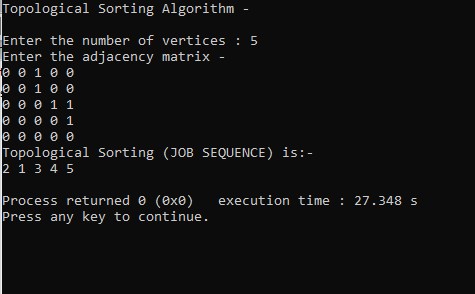 Topological Sorting Algorithm -
Enter the number of vertices : 5
Enter the adjacency matrix -
0 0 1 0 0
0 0 1 0 0
0 0 0 1 1
0 0 0 0 1
0 0 0 0 0
Topological Sorting (JOB SEQUENCE) is:-
2 1 3 4 5
Process returned 0 (0x0)   execution time : 27.348 s
Press any key to continue.